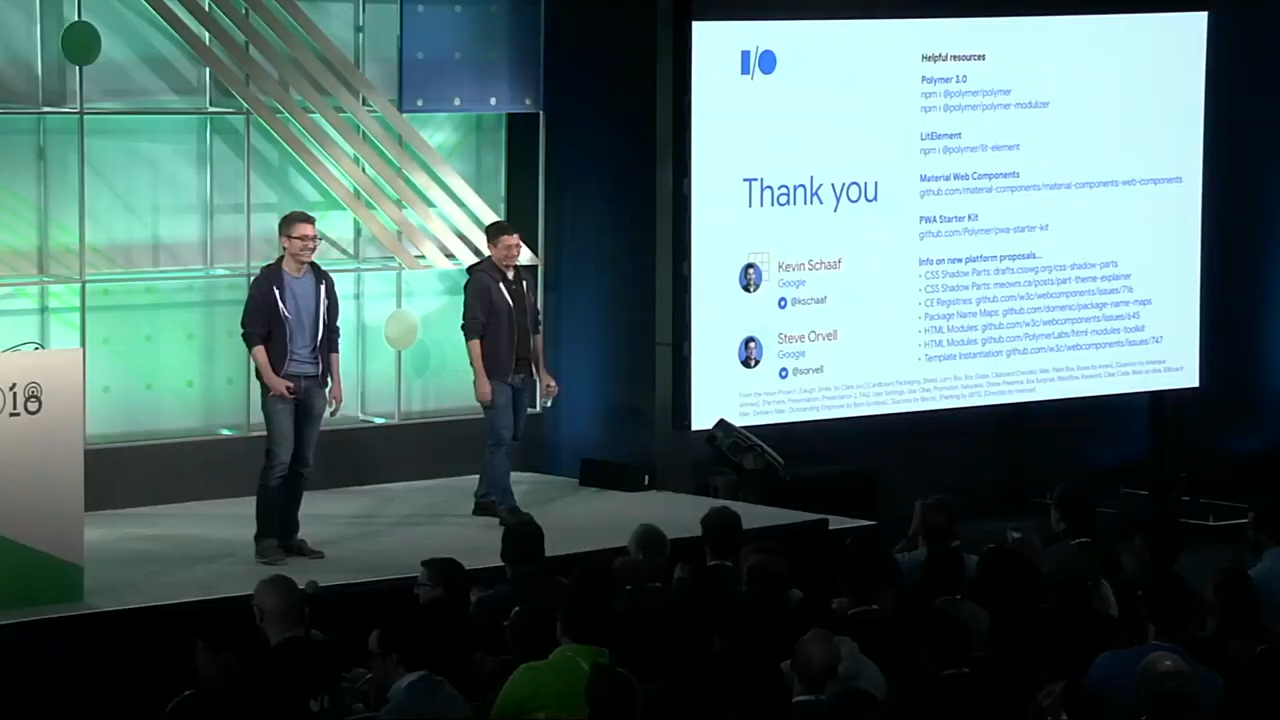 I/O
Thank you
Kevin Schaaf
Google
@kschaaf
Steve Orvell
Google
@sorvell
Helpful resources
Polymer 3.0
npm i @polymer/polymer
npm i @polymer/polymer-modulizer
LitElement
npm i @polymer/lit-element
Material Web Components
github.com/material-components/material-components-web-components
PWA Starter Kit
github.com/Polymer/pwa-starter-kit
Info on new platform proposals...
• CSS Shadow Parts: drafts.csswg.org/css-shadow-parts
• CSS Shadow Parts: meowni.ca/posts/part-theme-explainer
• CE Registries: github.com/w3c/webcomponents/issues/716
• Package Name Maps: github.com/domenic/package-name-maps
• HTML Modules: github.com/w3c/webcomponents/issues/645
• HTML Modules: github.com/PolymerLabs/html-modules-toolkit
• Template Instantiation: github.com/w3c/webcomponents/issues/747
18